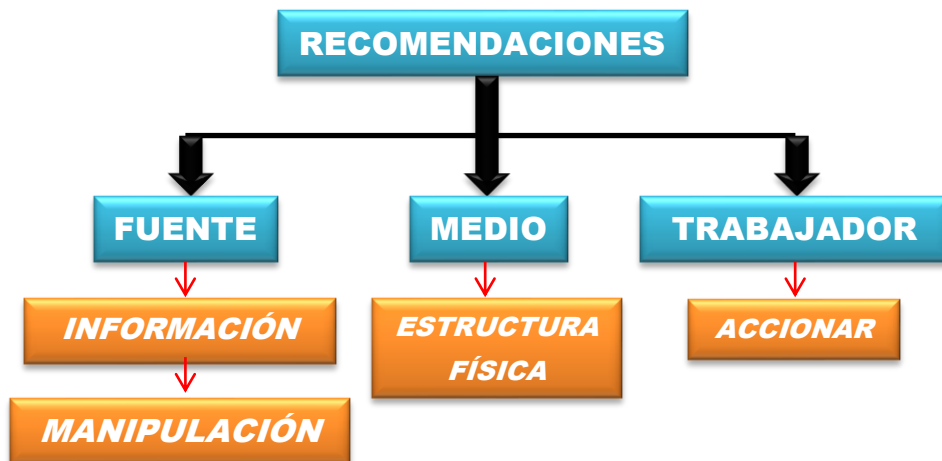 RECOMENDACIONES
FUENTE
MEDIO
TRABAJADOR
INFORMACIÓN
ESTRUCTURA
FÍSICA
ACCIONAR
MANIPULACIÓN